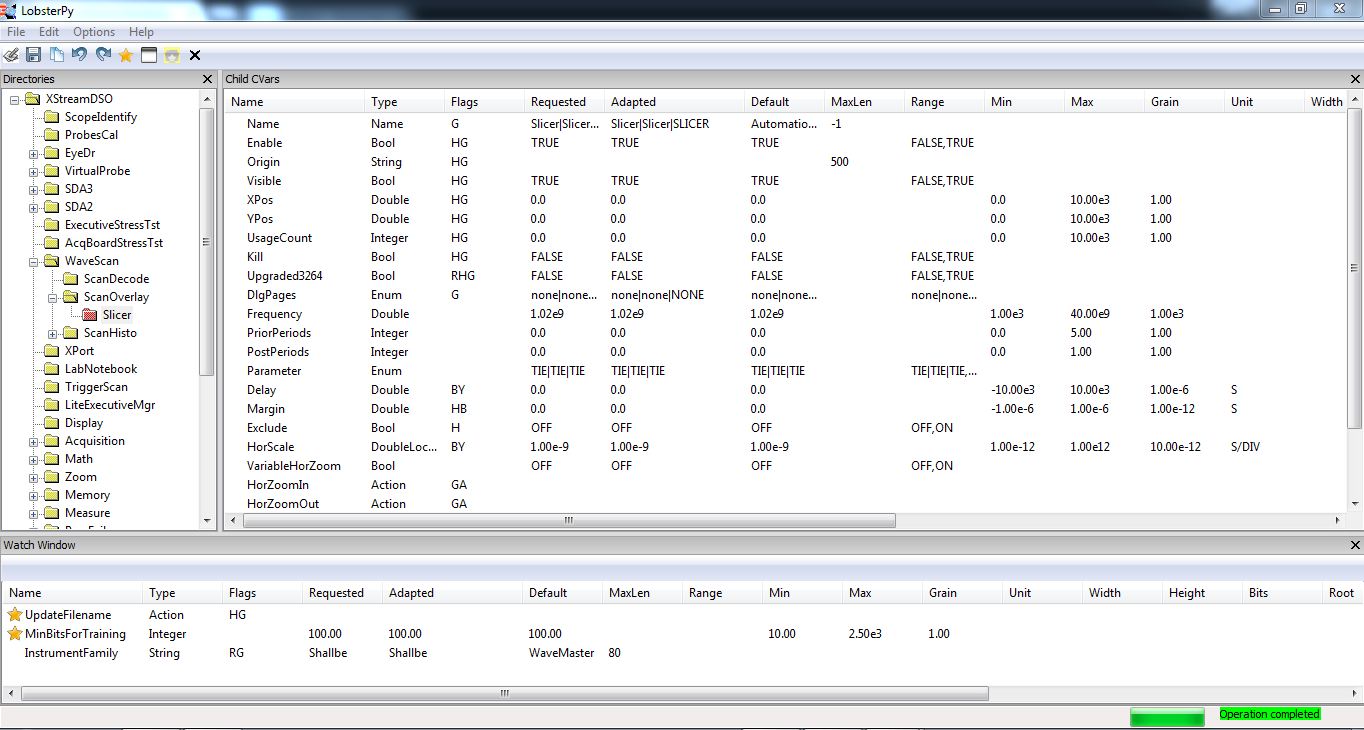 LobsterPy
File Edit Options Help
Directories
XStreamDSO
ScopeIdentify
ProbesCal
EyeDr
VirtualProbe
SDA3
SDA2
ExecutiveStressTst
AcqBoardStressTst
WaveScan
ScanDecode
ScanOverlay
Slicer
ScanHisto
XPort
LabNotebook
TriggerScan
LiteExecutiveMgr
Display
Acquisition
Math
Zoom
Memory
Measure
Child CVars
Name Type Flags Requested Adapted Default MaxLen Range Min Max Grain Unit Width
Name Name G Slicer|Slicer... Slicer|Slicer|SLICER Automatio... -1
Enable Bool HG TRUE TRUE TRUE FALSE,TRUE
Origin String HG 500
Visible Bool HG TRUE TRUE TRUE FALSE,TRUE
XPos Double HG 0.0 0.0 0.0 0.0 10.00e3 1.00
YPos Double HG 0.0 0.0 0.0 0.0 10.00e3 1.00
UsageCount Integer HG 0.0 0.0 0.0 0.0 10.00e3 1.00
Kill Bool HG FALSE FALSE FALSE FALSE,TRUE
Upgraded3264 Bool RHG FALSE FALSE FALSE FALSE,TRUE
DlgPages Enum G none|none... none|none|NONE none|none... none|none...
Frequency Double 1.02e9 1.02e9 1.02e9 1.00e3 40.00e9 1.00e3
PriorPeriods Integer 0.0 0.0 0.0 0.0 5.00 1.00
PostPeriods Integer 0.0 0.0 0.0 0.0 1.00 1.00
Parameter Enum TIE|TIE|TIE TIE|TIE|TIE TIE|TIE|TIE TIE|TIE|TIE,...
Delay Double BY 0.0 0.0 0.0 -10.00e3 10.00e3 1.00e-6 S
Margin Double HB 0.0 0.0 0.0 -1.00e-6 1.00e-6 1.00e-12 S
Exclude Bool H OFF OFF OFF OFF,ON
HorScale DoubleLoc... BY 1.00e-9 1.00e-9 1.00e-9 1.00e-12 1.00e12 10.00e-12 S/DIV
VariableHorZoom Bool OFF OFF OFF OFF,ON
HorZoomIn Action GA
HorZoomOut Action GA
Watch Window
Name Type Flags Requested Adapted Default MaxLen Range Min Max Grain Unit Width Height Bits Root
UpdateFilename Action HG
MinBitsForTraining Integer 100.00 100.00 100.00 10.00 2.50e3 1.00
InstrumentFamily String RG Shallbe Shallbe WaveMaster 80
Operation completed